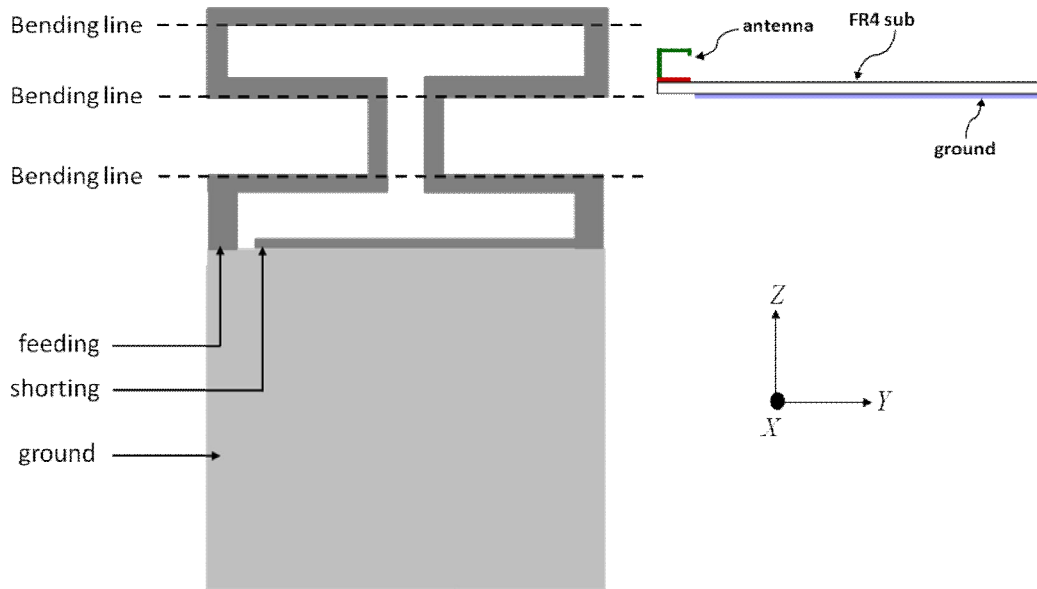 Bending line
Bending line
Bending line
feeding
shorting
ground
antenna
FR4 sub
ground
Z
X
Y